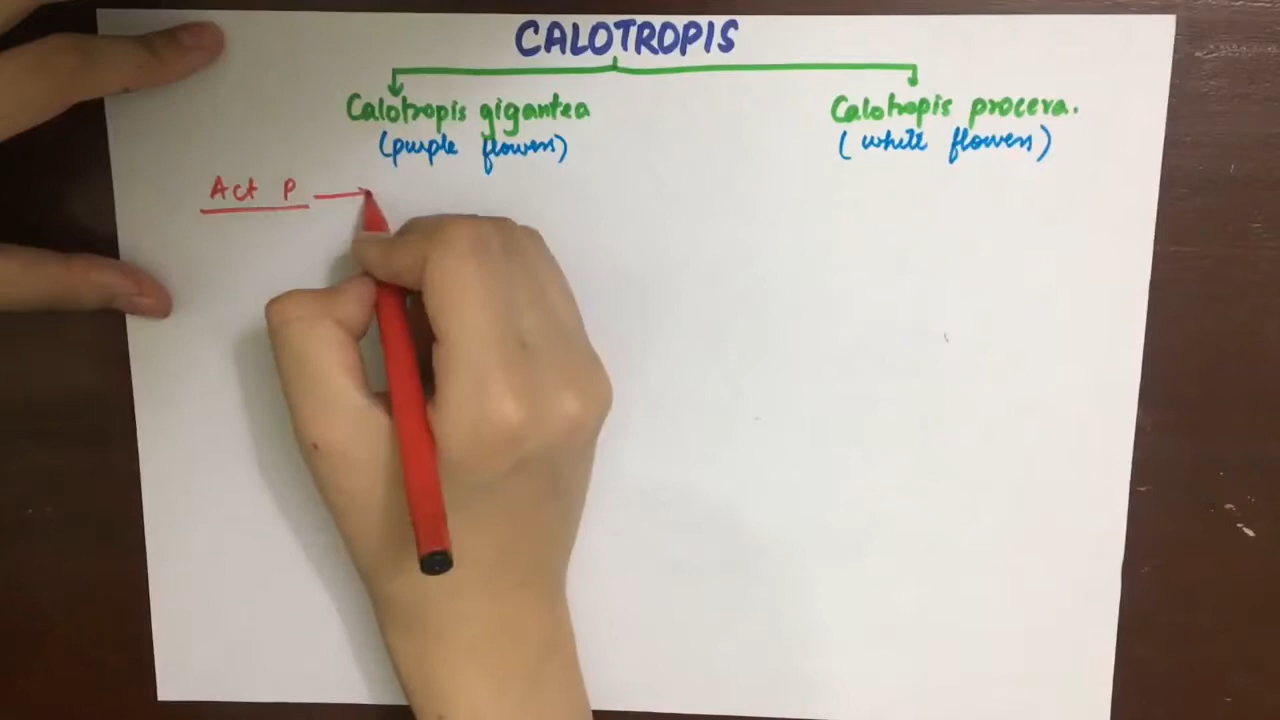 CALOTROPIS
Calotropis gigantea
(purple flowers)
Calotropis procera.
(white flowers)
Act P →